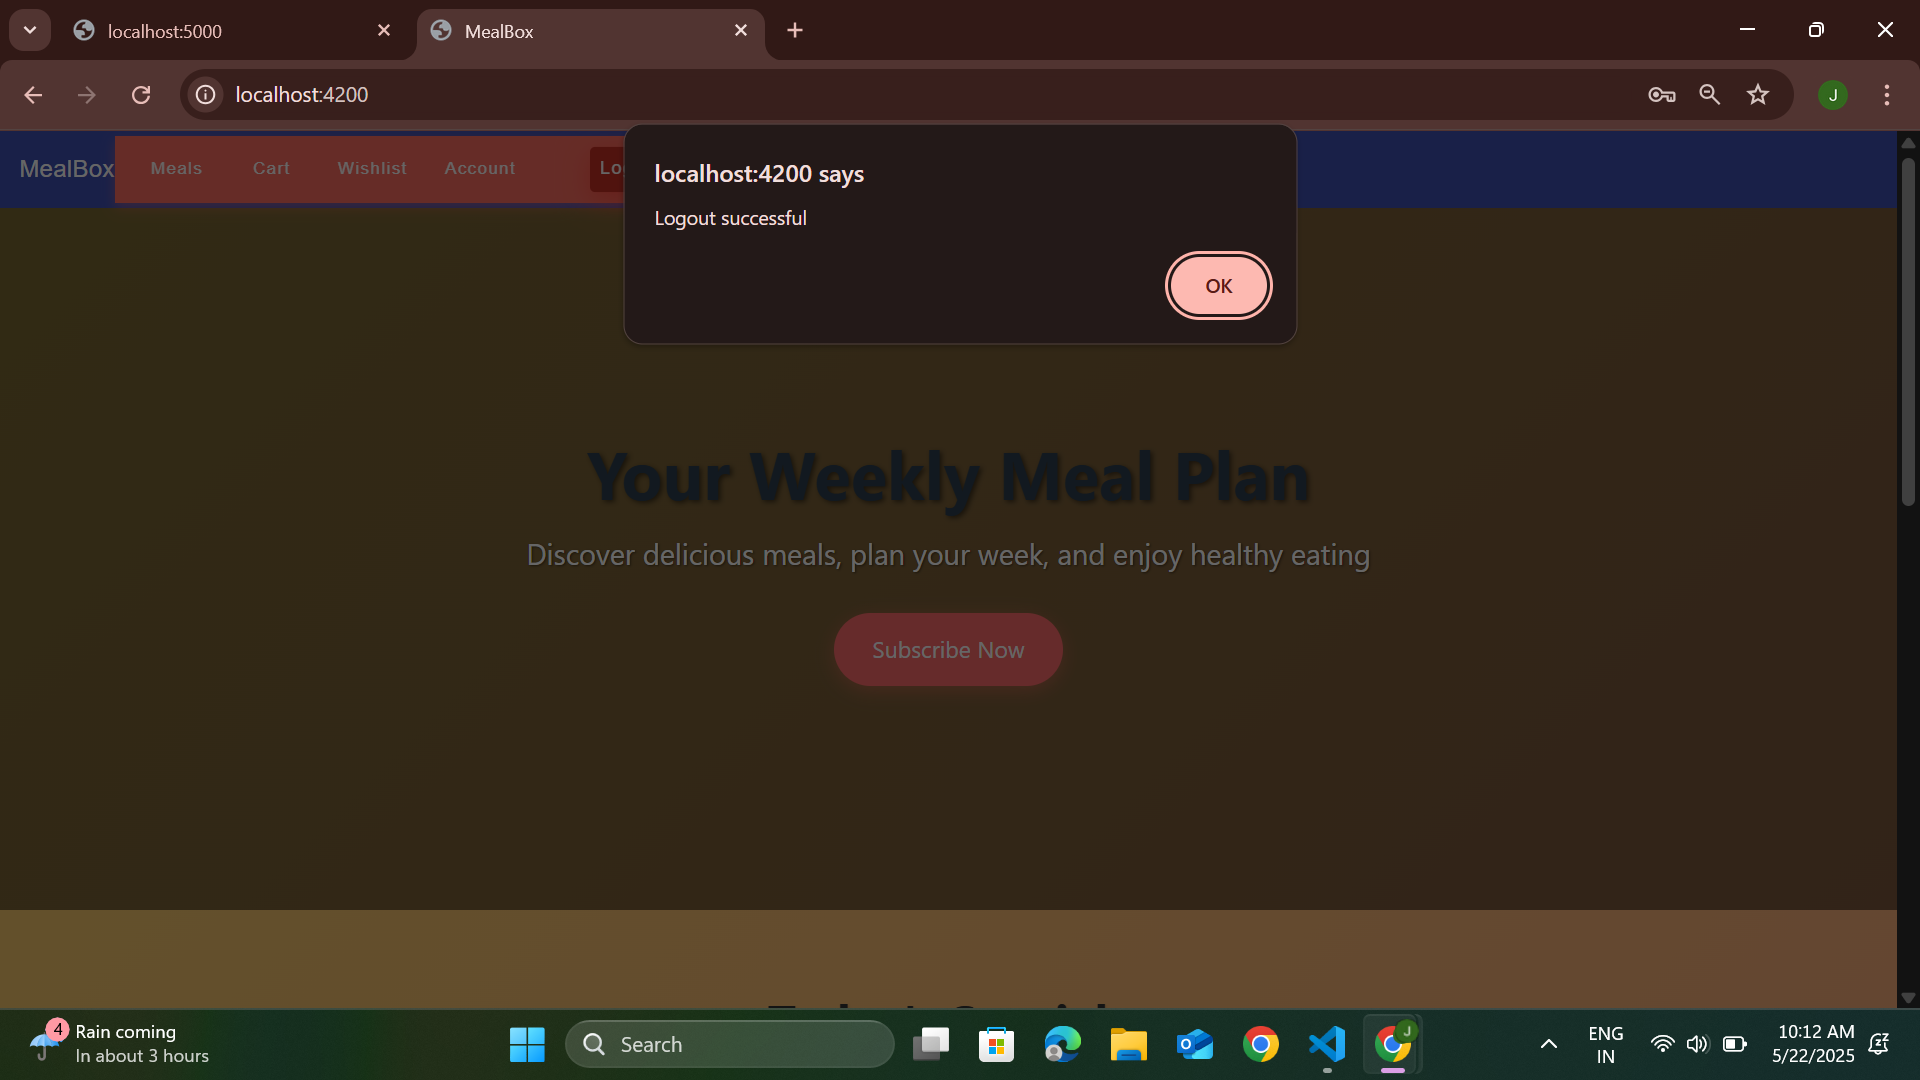 localhost:5000
MealBox
localhost:4200
J
MealBox
Meals
Cart
Wishlist
Account
Lo
localhost:4200 says
Logout successful
OK
Your Weekly Meal Plan
Discover delicious meals, plan your week, and enjoy healthy eating
Subscribe Now
4
Rain coming
In about 3 hours
Search
J
ENG
IN
10:12 AM
5/22/2025